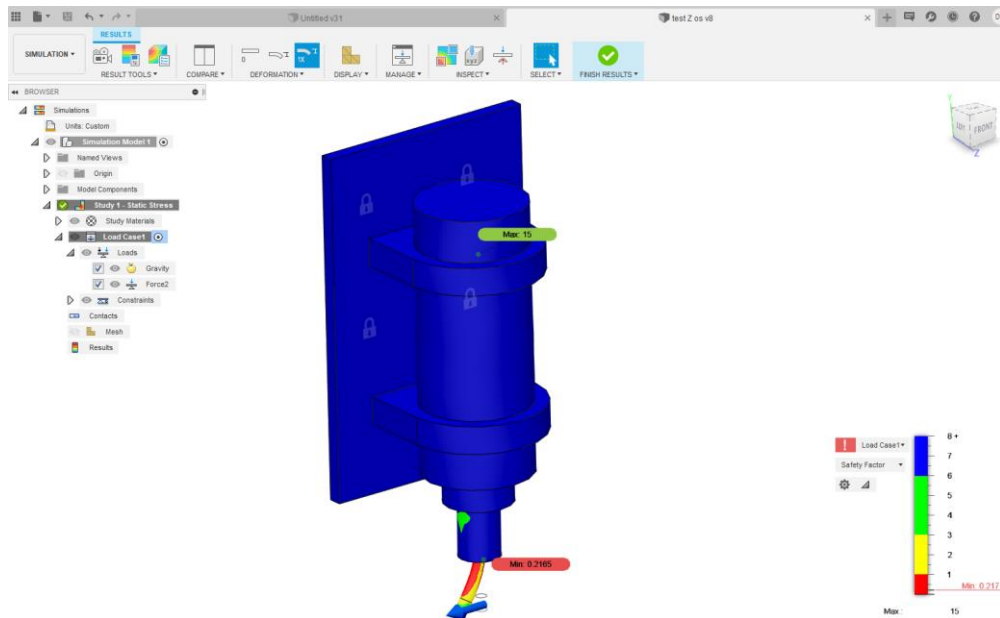 Untitled v31
test Z os v8
RESULTS
SIMULATION
RESULT TOOLS
COMPARE
DEFORMATION
DISPLAY
MANAGE
INSPECT
SELECT
FINISH RESULTS
BROWSER
Simulations
Units: Custom
Simulation Model 1
Named Views
Origin
Model Components
Study 1 - Static Stress
Study Materials
Load Case1
Loads
Gravity
Force2
Constraints
Contacts
Mesh
Results
Y
FRONT
Z
Max: 15
Min: 0.2165
Load Case1
Safety Factor
8 +
7
6
5
4
3
2
1
Min: 0.217
Max: 15